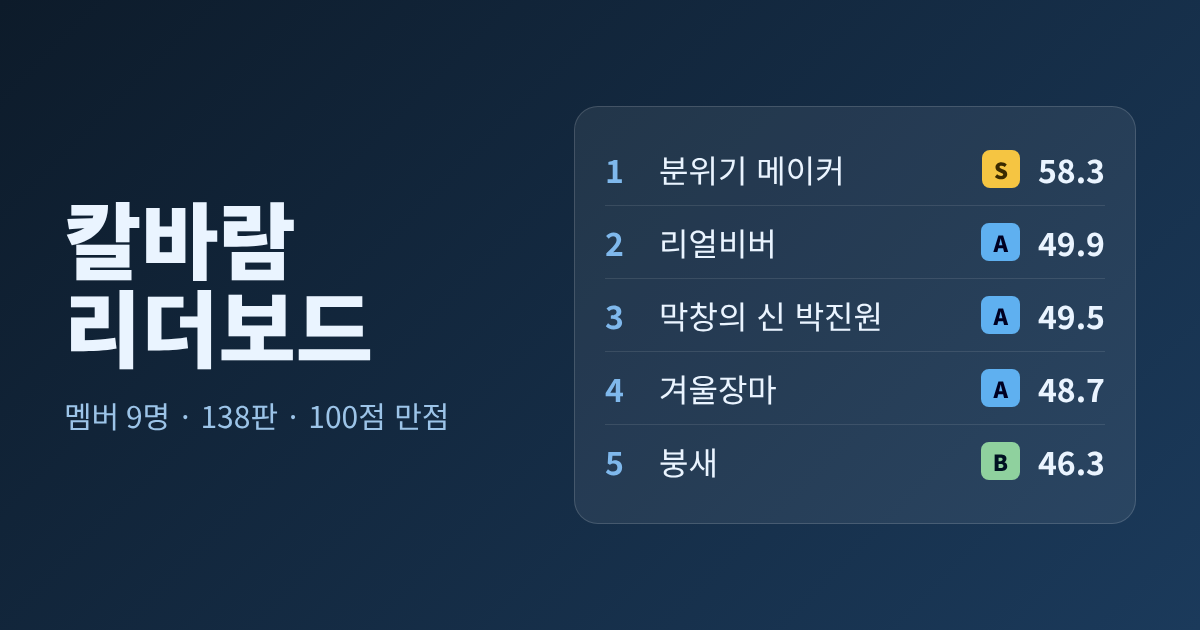 칼바람
리더보드
멤버 9명 · 138판 · 100점 만점
1 분위기 메이커 S 58.3
2 리얼비버 A 49.9
3 막창의 신 박진원 A 49.5
4 겨울장마 A 48.7
5 붕새 B 46.3